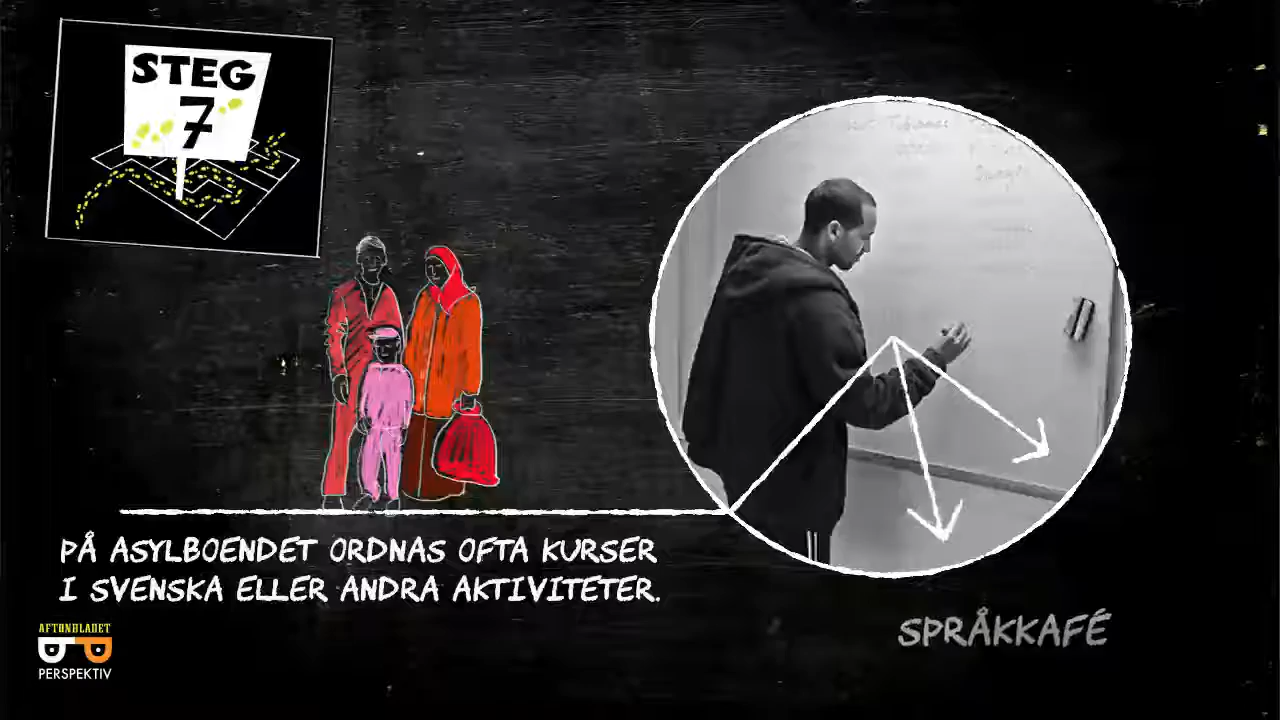 STEG
7
PÅ ASYLBOENDET ORDNAS OFTA KURSER
I SVENSKA ELLER ANDRA AKTIVITETER.
SPRÅKKAFÉ
AFTONBLADET
PERSPEKTIV